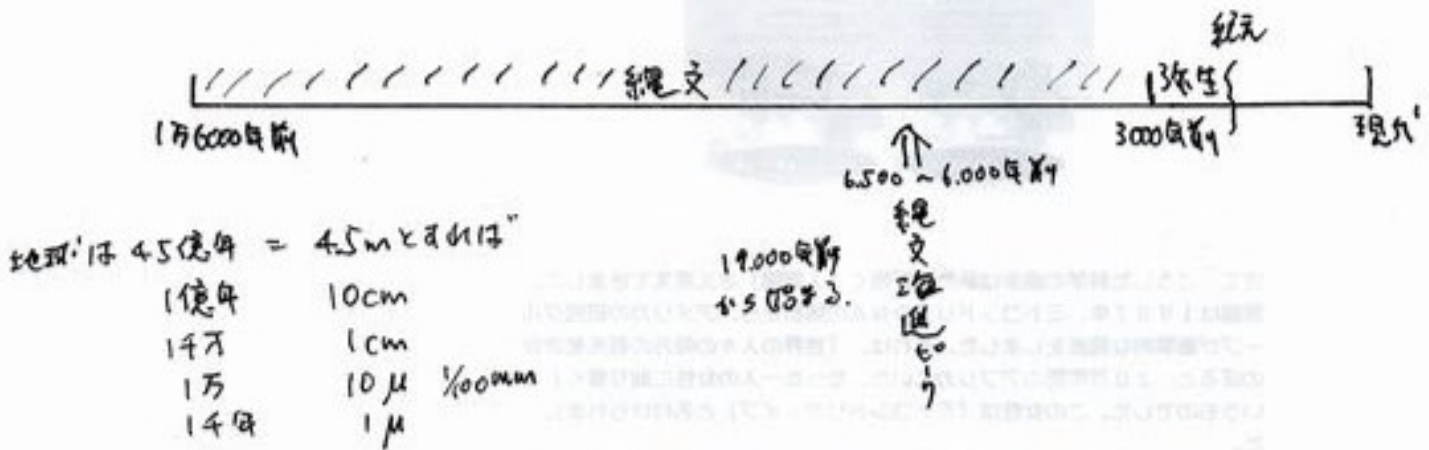 紀元
縄文 弥生
1万6000年前 3000年前 現代
6.500~6.000年前
縄文海進ピーク
19.000年前
から始まる.
地球は45億年 = 4.5mとすれば
1億年 10cm
1千万 1cm
1万 10μ 1/100mm
1千年 1μ